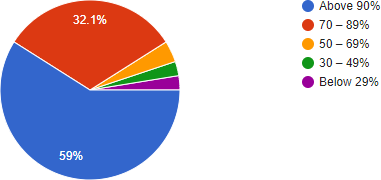 32.1%
59%
Above 90%
70 – 89%
50 – 69%
30 – 49%
Below 29%